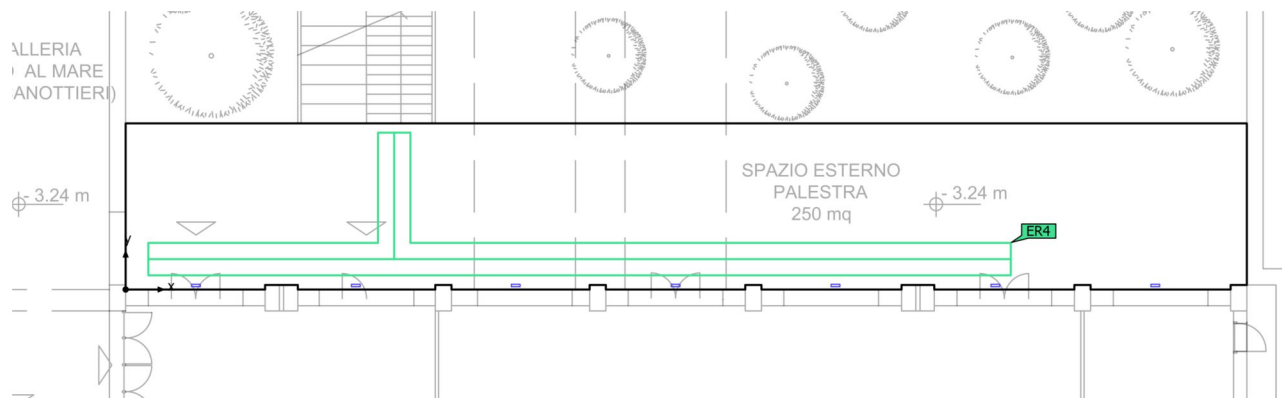 ALLERIA
AL MARE
ANOTTIERI)
- 3.24 m
SPAZIO ESTERNO
PALESTRA
250 mq
- 3.24 m
ER4
y
x